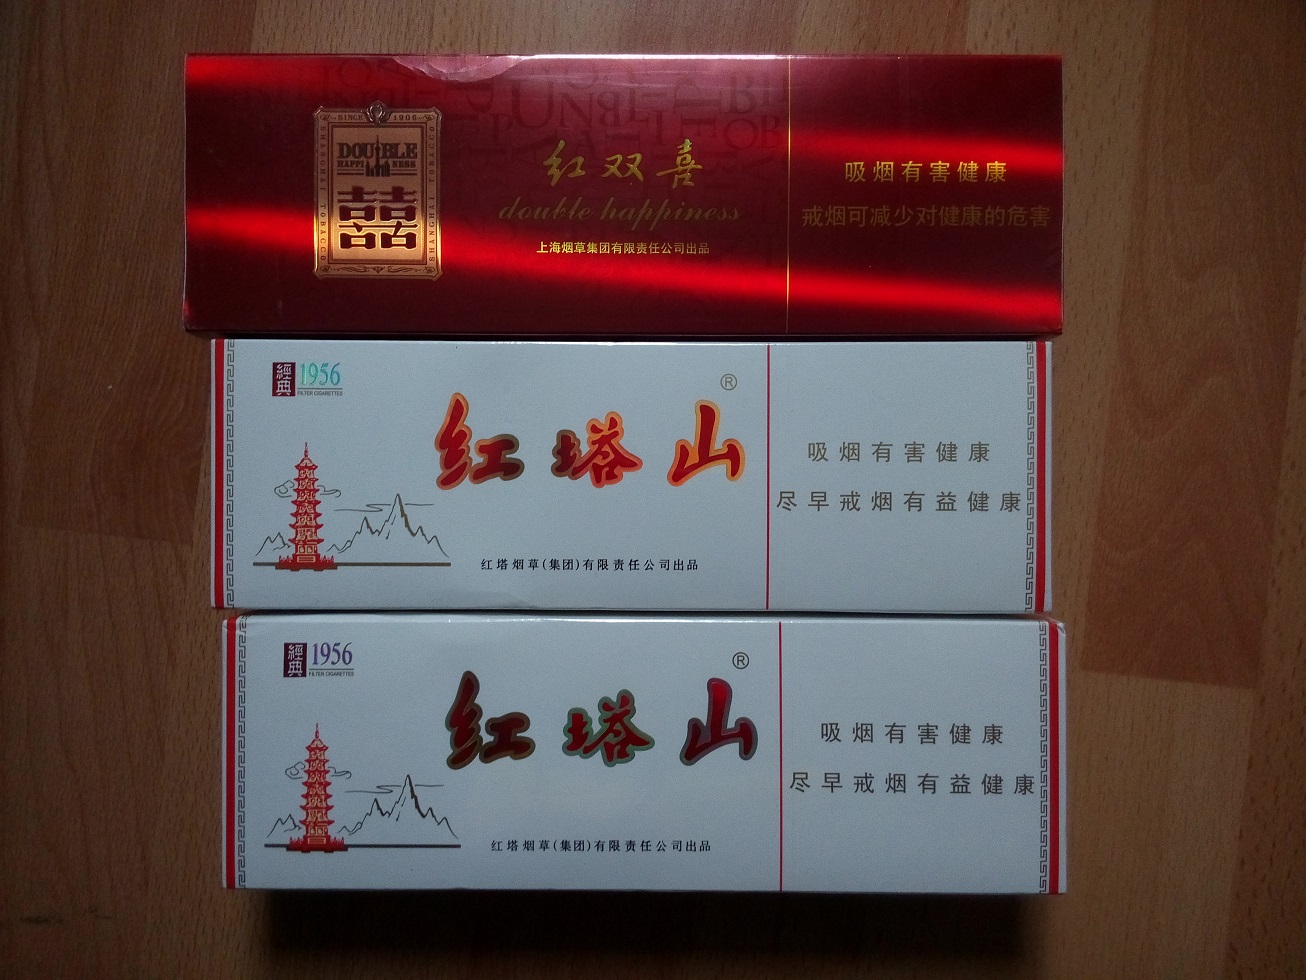 SINCE 1906
SHANGHAI TOBACCO
DOUBLE
HAPPINESS
囍
SHANGHAI TOBACCO
红双喜
double happiness
上海烟草集团有限责任公司出品
吸烟有害健康
戒烟可减少对健康的危害
經典 1956
FILTER CIGARETTES
红塔山®
红塔烟草(集团)有限责任公司出品
吸烟有害健康
尽早戒烟有益健康
經典 1956
FILTER CIGARETTES
红塔山®
红塔烟草(集团)有限责任公司出品
吸烟有害健康
尽早戒烟有益健康